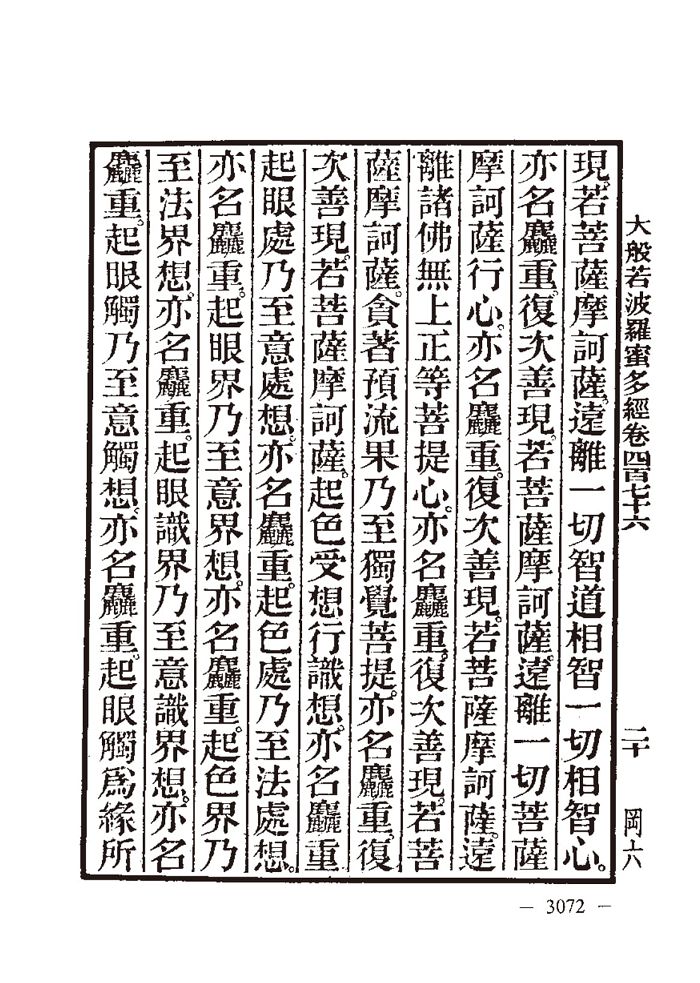 大般若波羅蜜多經卷四百七十六
二十
岡六
現。若菩薩摩訶薩。遠離一切智道相智一切相智心。
亦名麤重。復次善現。若菩薩摩訶薩。遠離一切菩薩
摩訶薩行心。亦名麤重。復次善現。若菩薩摩訶薩。遠
離諸佛無上正等菩提心。亦名麤重。復次善現。若菩
薩摩訶薩。貪著預流果乃至獨覺菩提。亦名麤重。復
次善現。若菩薩摩訶薩。起色受想行識想。亦名麤重
起眼處乃至意處想。亦名麤重。起色處乃至法處想。
亦名麤重。起眼界乃至意界想。亦名麤重。起色界乃
至法界想。亦名麤重。起眼識界乃至意識界想。亦名
麤重。起眼觸乃至意觸想。亦名麤重。起眼觸爲緣所
— 3072 —